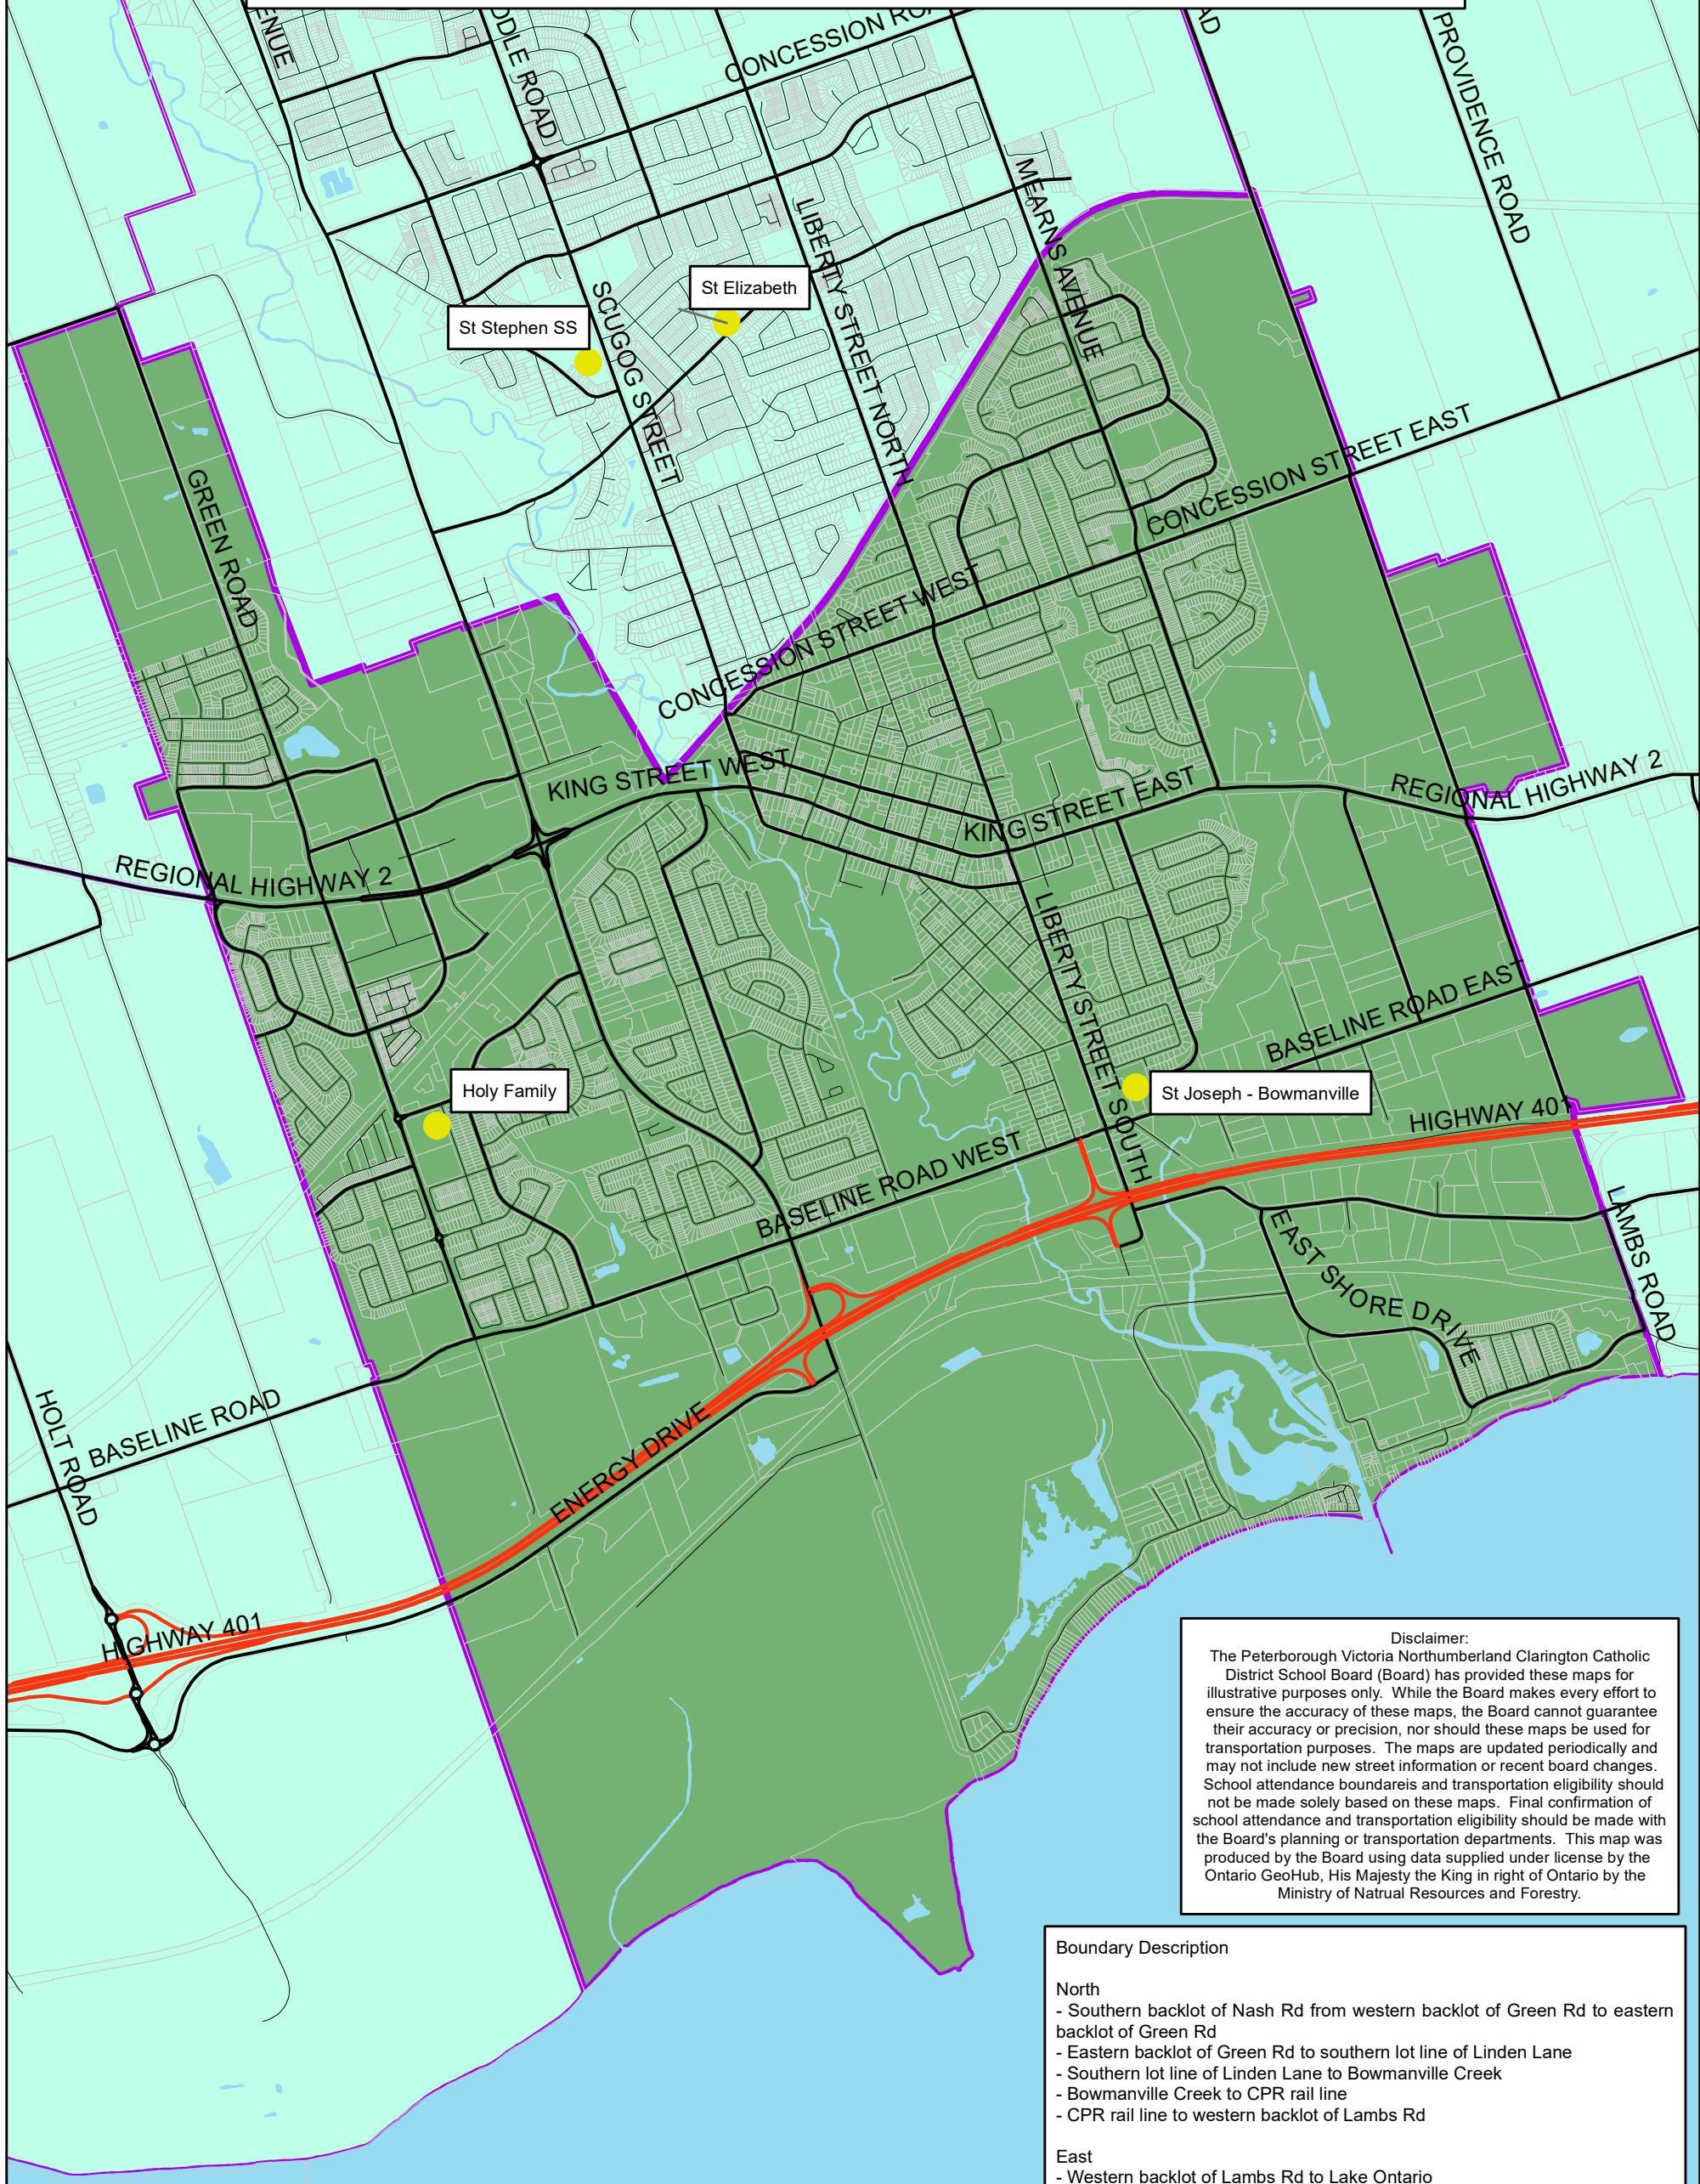 ENUE
DDLE ROAD
CONCESSION RO
AD
PROVIDENCE ROAD
MEARNS AVENUE
LIBERTY STREET NORTH
St Elizabeth
St Stephen SS
SCUGOG STREET
CONCESSION STREET EAST
GREEN ROAD
CONCESSION STREET WEST
KING STREET WEST
KING STREET EAST
REGIONAL HIGHWAY 2
REGIONAL HIGHWAY 2
LIBERTY STREET SOUTH
BASELINE ROAD EAST
Holy Family
St Joseph - Bowmanville
HIGHWAY 401
BASELINE ROAD WEST
LAMBS ROAD
EAST SHORE DRIVE
HOLT ROAD
BASELINE ROAD
ENERGY DRIVE
HIGHWAY 401
Disclaimer:
The Peterborough Victoria Northumberland Clarington Catholic
District School Board (Board) has provided these maps for
illustrative purposes only. While the Board makes every effort to
ensure the accuracy of these maps, the Board cannot guarantee
their accuracy or precision, nor should these maps be used for
transportation purposes. The maps are updated periodically and
may not include new street information or recent board changes.
School attendance boundareis and transportation eligibility should
not be made solely based on these maps. Final confirmation of
school attendance and transportation eligibility should be made with
the Board's planning or transportation departments. This map was
produced by the Board using data supplied under license by the
Ontario GeoHub, His Majesty the King in right of Ontario by the
Ministry of Natrual Resources and Forestry.
Boundary Description
North
- Southern backlot of Nash Rd from western backlot of Green Rd to eastern
backlot of Green Rd
- Eastern backlot of Green Rd to southern lot line of Linden Lane
- Southern lot line of Linden Lane to Bowmanville Creek
- Bowmanville Creek to CPR rail line
- CPR rail line to western backlot of Lambs Rd
East
- Western backlot of Lambs Rd to Lake Ontario